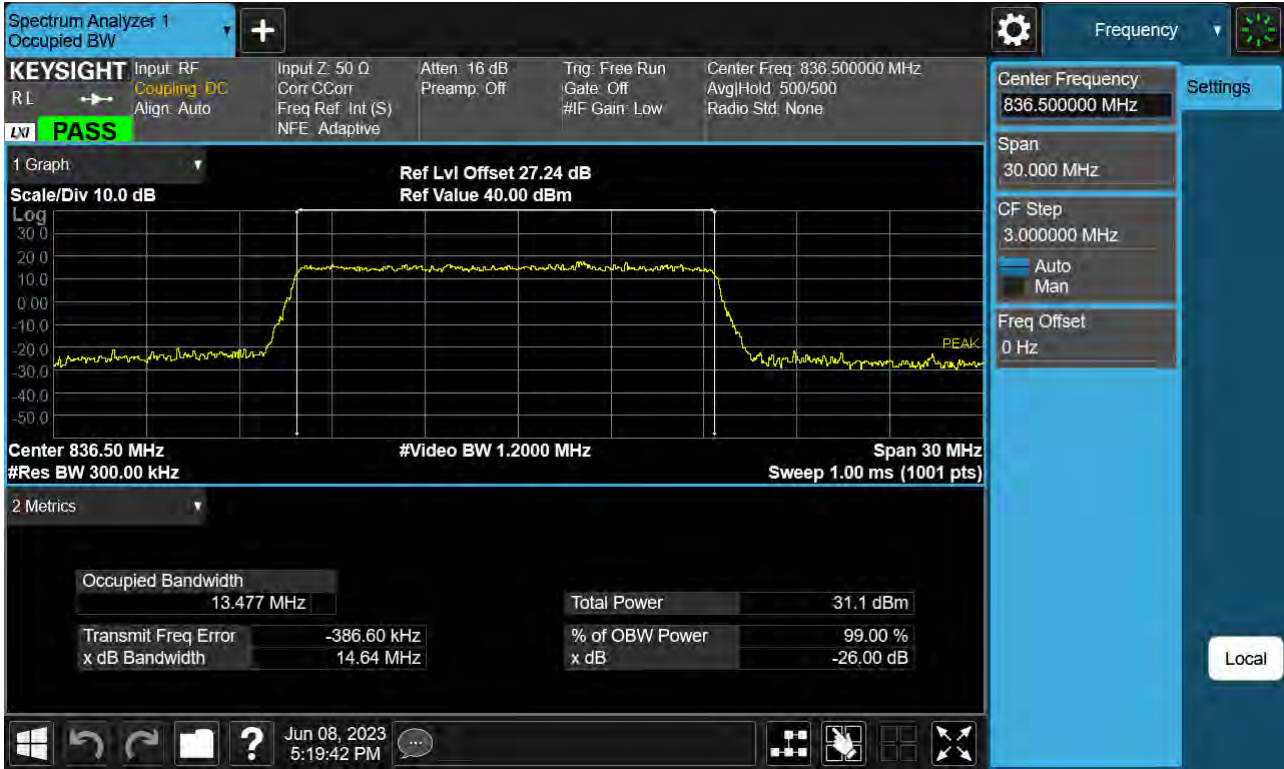 Spectrum Analyzer 1
Occupied BW
Frequency
KEYSIGHT
RL
LXI
PASS
Input: RF
Coupling: DC
Align: Auto
Input Z: 50 Ω
Corr CCorr
Freq Ref: Int (S)
NFE: Adaptive
Atten: 16 dB
Preamp: Off
Trig: Free Run
Gate: Off
#IF Gain: Low
Center Freq: 836.500000 MHz
Avg|Hold: 500/500
Radio Std: None
Center Frequency
836.500000 MHz
Settings
Span
30.000 MHz
CF Step
3.000000 MHz
Auto
Man
Freq Offset
0 Hz
Local
1 Graph
Scale/Div 10.0 dB
Ref Lvl Offset 27.24 dB
Ref Value 40.00 dBm
Log
30.0
20.0
10.0
0.00
-10.0
-20.0
-30.0
-40.0
-50.0
PEAK
Center 836.50 MHz
#Video BW 1.2000 MHz
Span 30 MHz
#Res BW 300.00 kHz
Sweep 1.00 ms (1001 pts)
2 Metrics
Occupied Bandwidth
13.477 MHz
Total Power 31.1 dBm
Transmit Freq Error -386.60 kHz
% of OBW Power 99.00 %
x dB Bandwidth 14.64 MHz
x dB -26.00 dB
?
Jun 08, 2023
5:19:42 PM